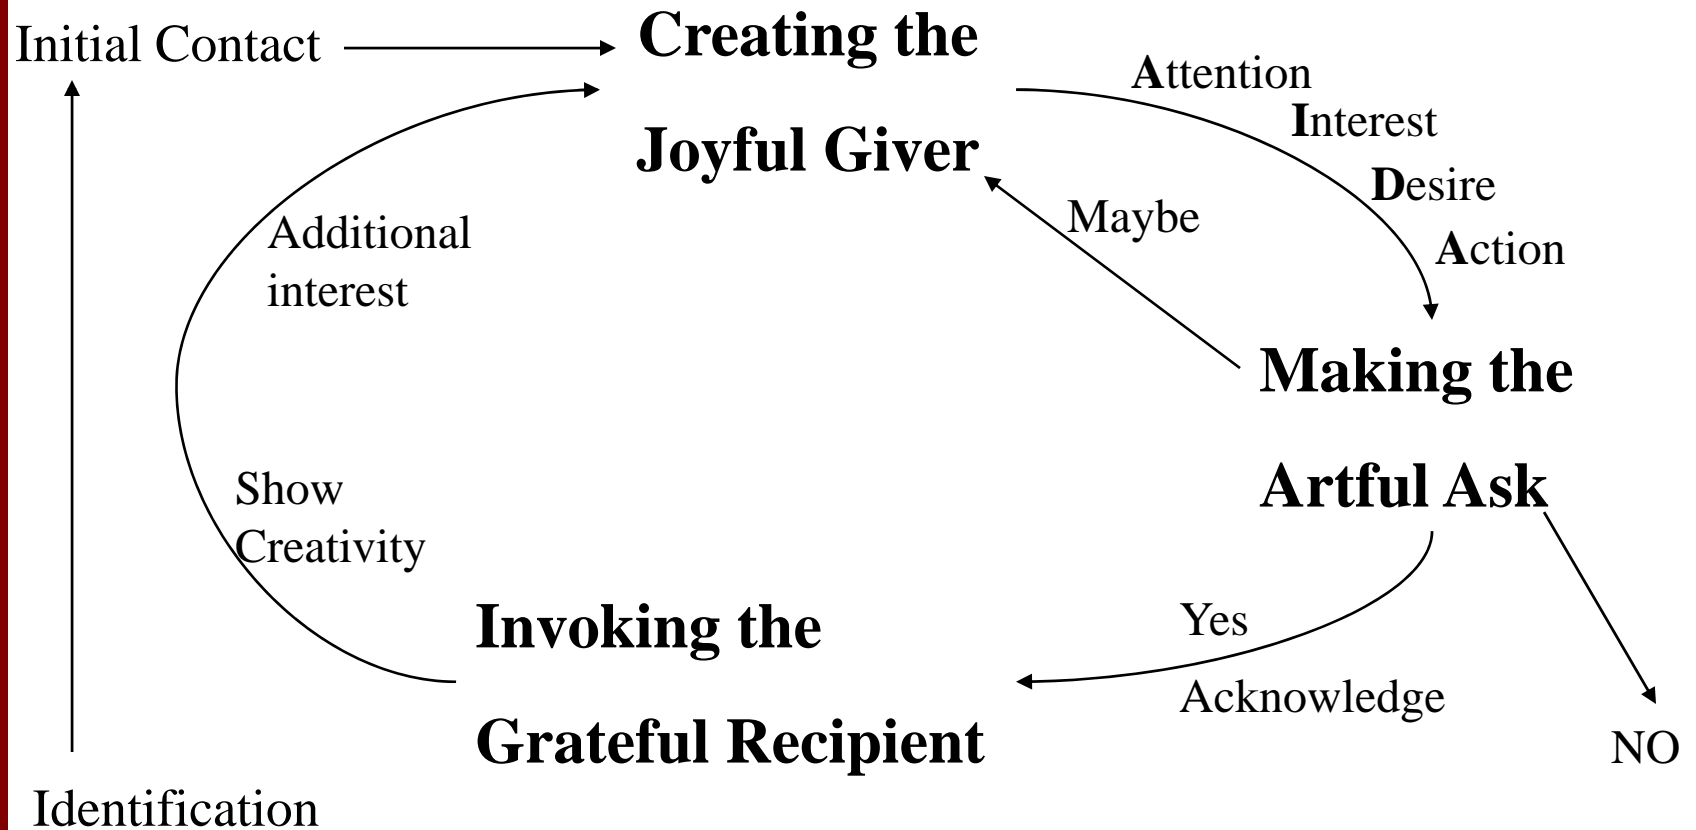 Initial Contact
Creating the
Joyful Giver
Attention
Interest
Desire
Action
Maybe
Additional
interest
Making the
Artful Ask
Show
Creativity
Yes
Acknowledge
Invoking the
Grateful Recipient
NO
Identification